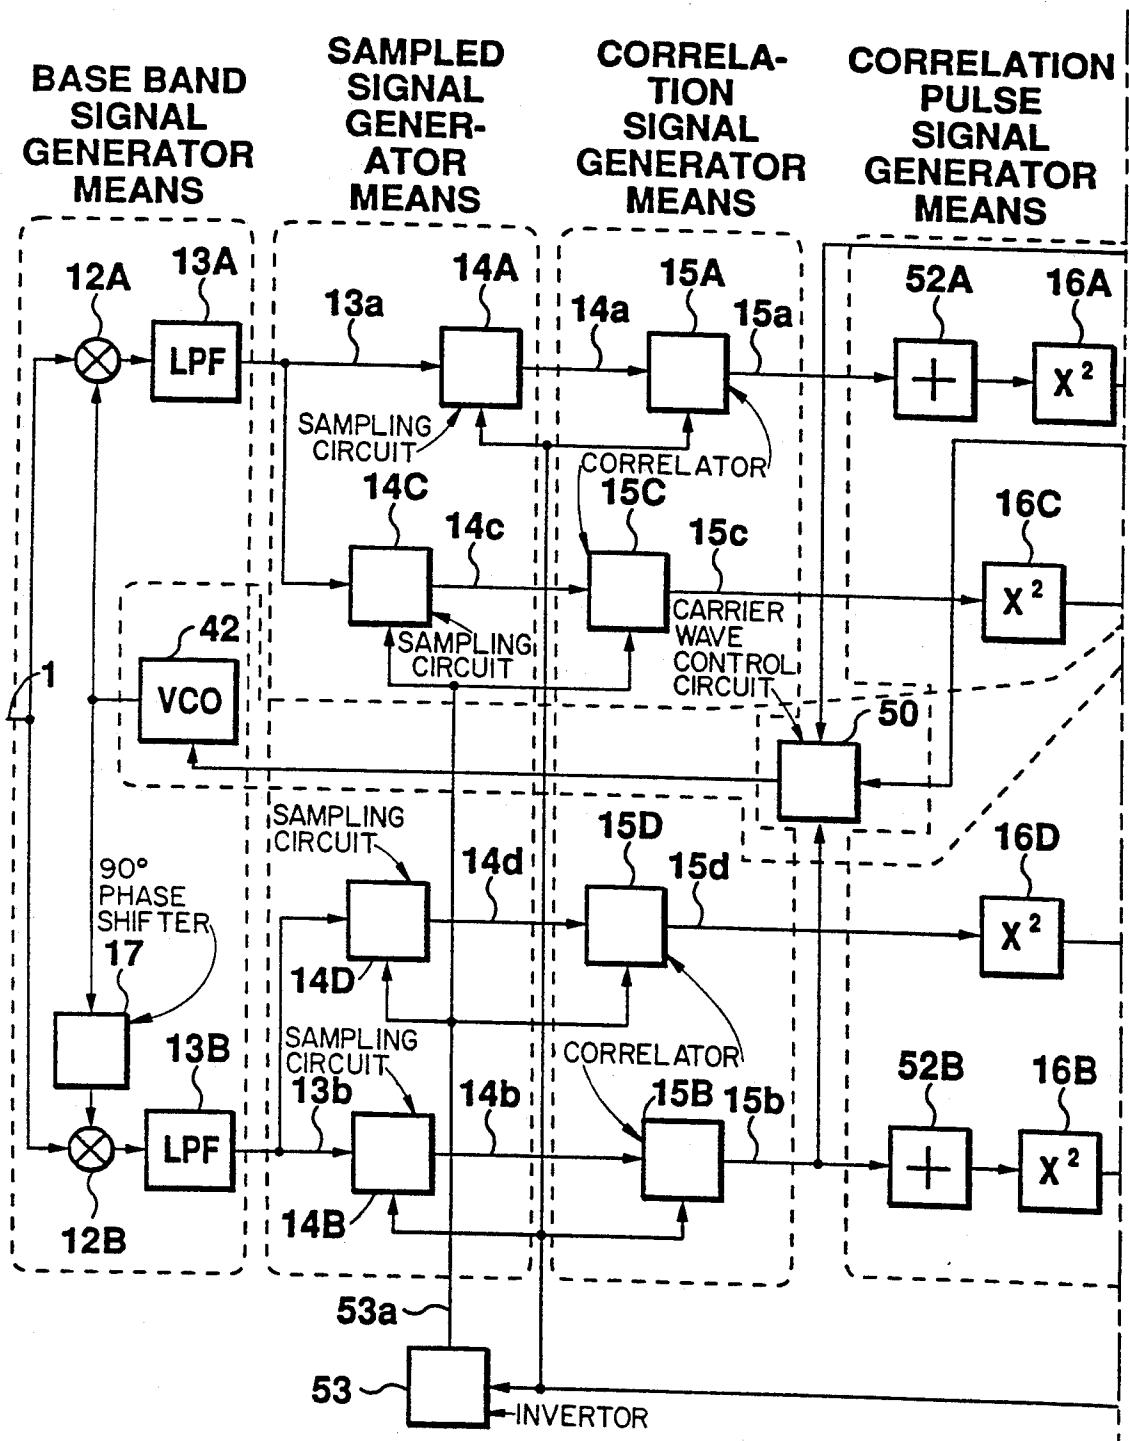 BASE BAND
SIGNAL
GENERATOR
MEANS
SAMPLED
SIGNAL
GENER-
ATOR
MEANS
CORRELA-
TION
SIGNAL
GENERATOR
MEANS
CORRELATION
PULSE
SIGNAL
GENERATOR
MEANS
12A
13A
LPF
13a
14A
14a
15A
15a
52A
+
16A
X²
SAMPLING
CIRCUIT
CORRELATOR
14C
14c
15C
15c
16C
X²
SAMPLING
CIRCUIT
CARRIER
WAVE
CONTROL
CIRCUIT
1
42
VCO
50
SAMPLING
CIRCUIT
14D
14d
15D
15d
16D
X²
90°
PHASE
SHIFTER
17
SAMPLING
CIRCUIT
CORRELATOR
12B
13B
LPF
13b
14B
14b
15B
15b
52B
+
16B
X²
53a
53
INVERTOR